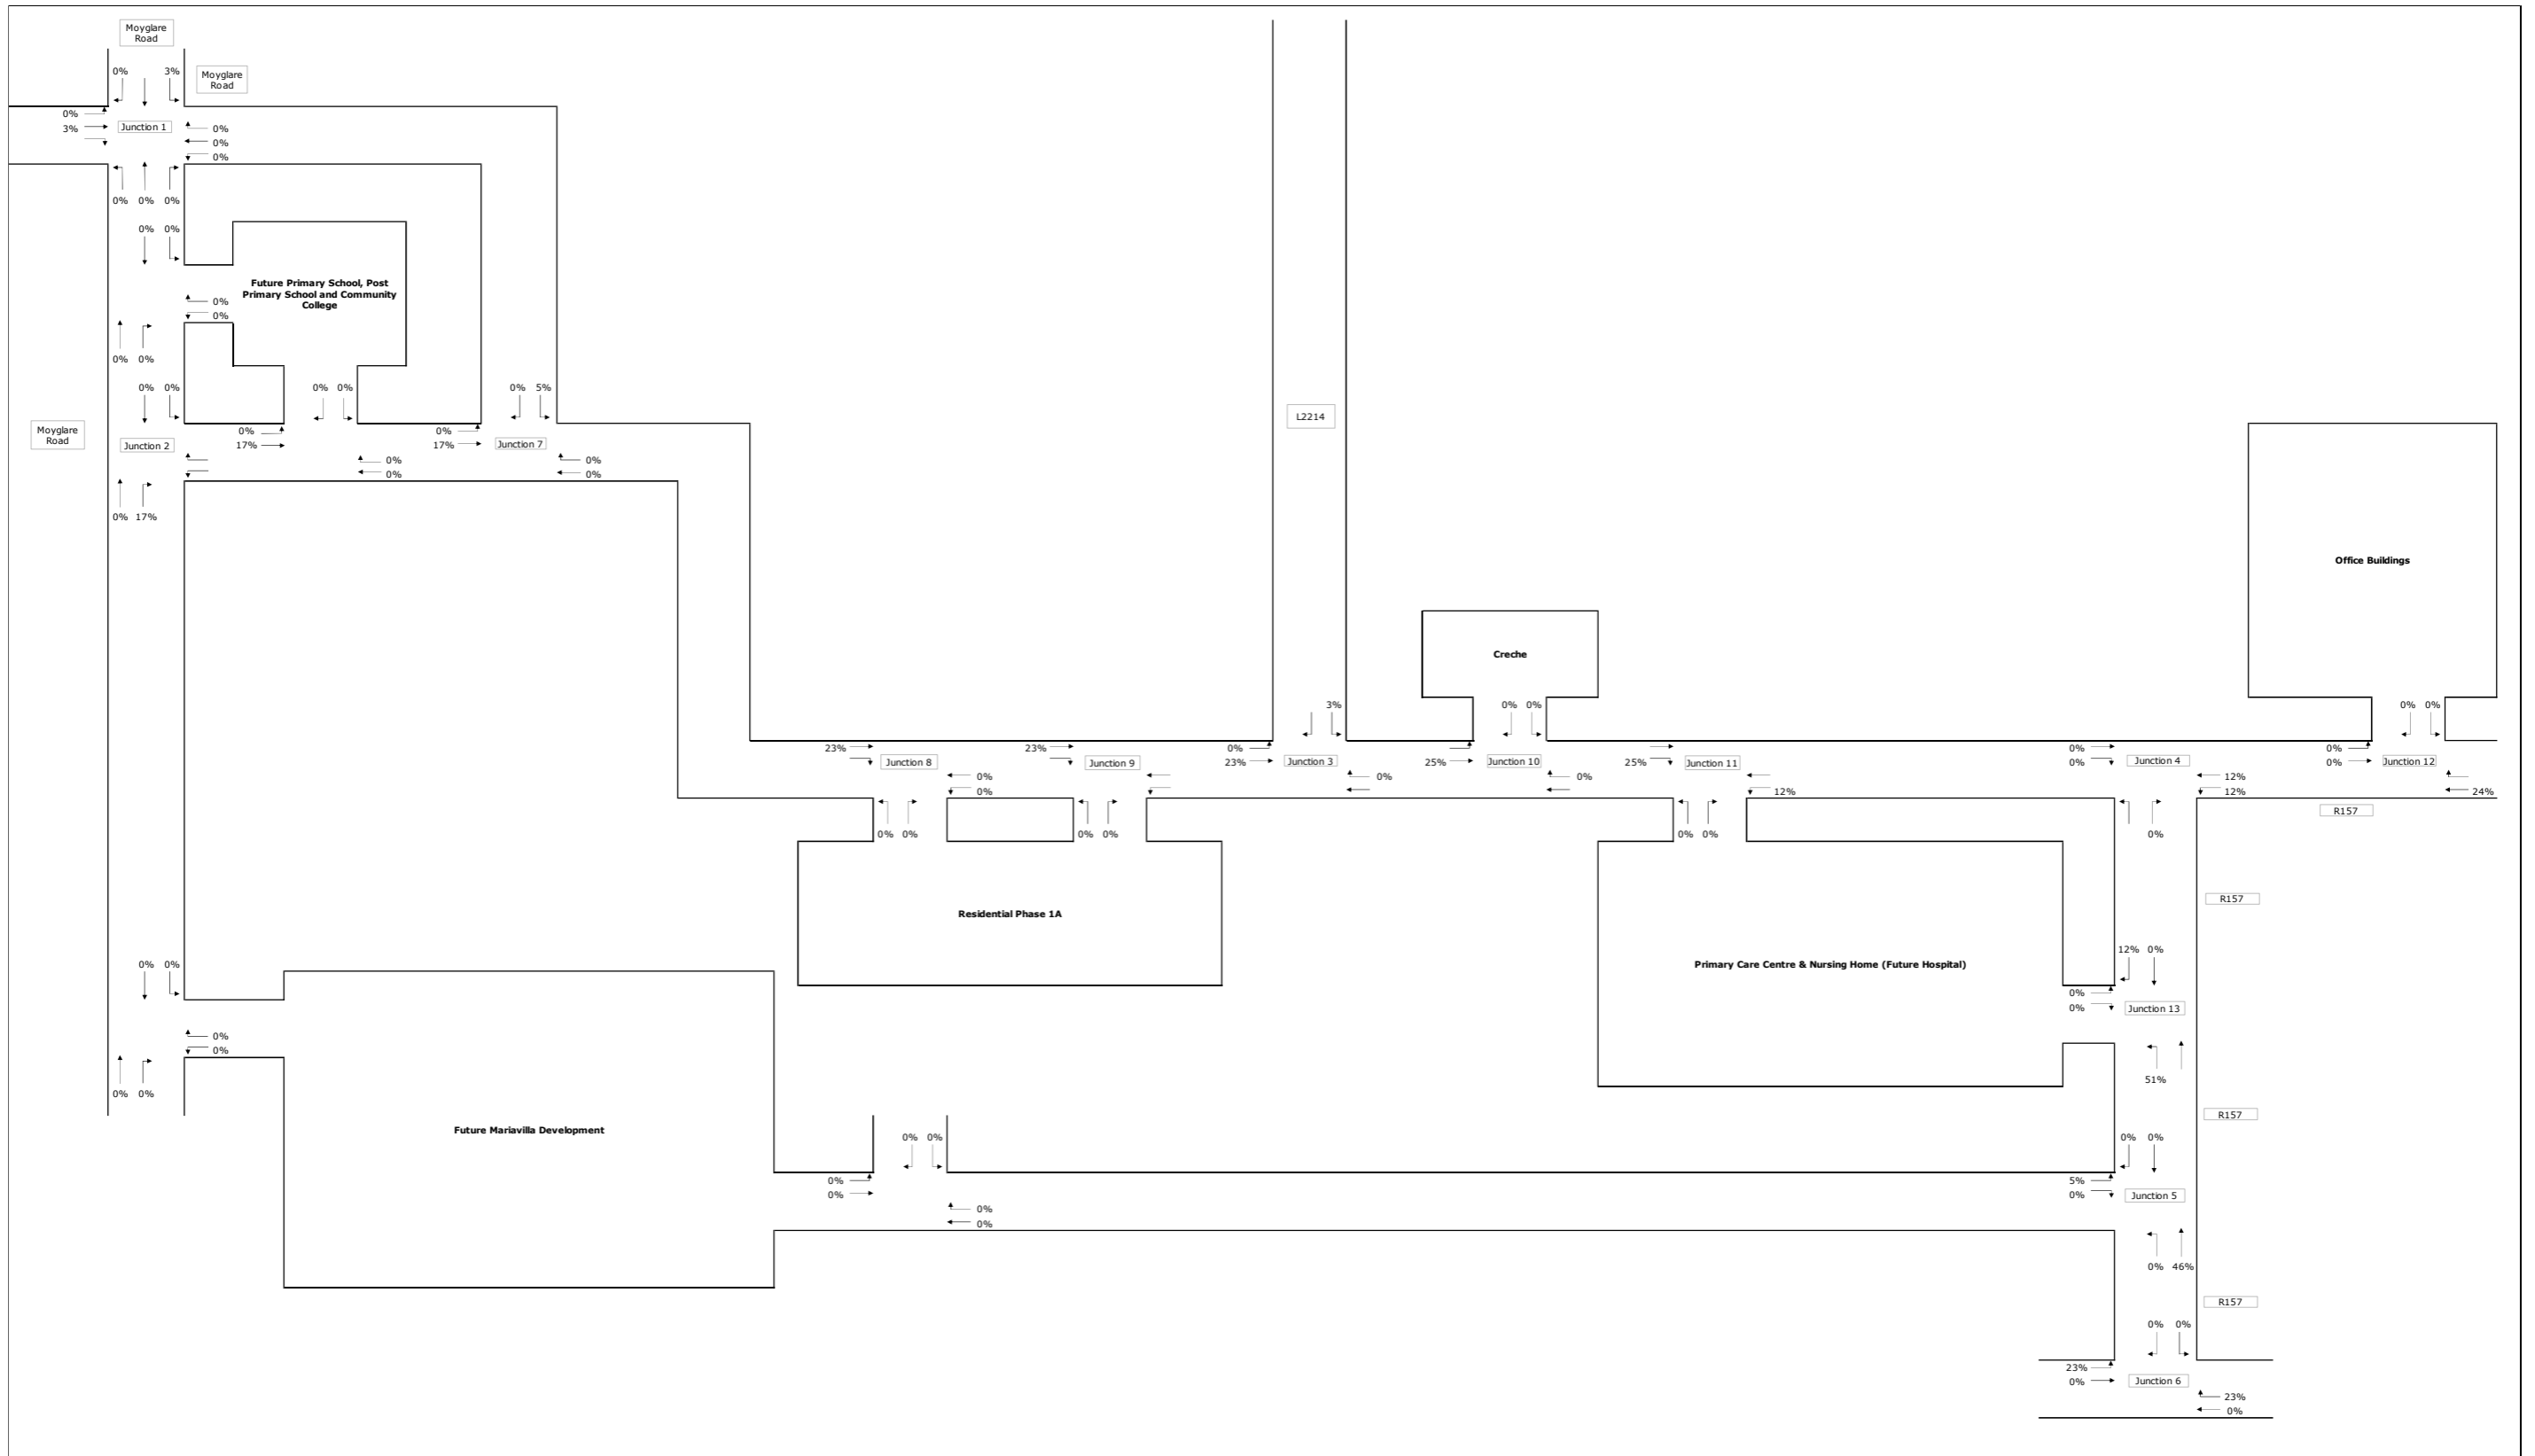 Moyglare
Road
0% 3%
Moyglare
Road
0%
3%
Junction 1
0%
0%
0%
0% 0% 0%
0% 0%
Future Primary School, Post
Primary School and Community
College
0%
0%
0% 0%
0% 0%
0% 0%
0% 5%
Moyglare
Road
L2214
Junction 2
0%
17%
0%
17%
Junction 7
0%
0%
0%
0%
0% 17%
Office Buildings
Creche
3%
0% 0%
0% 0%
23%
Junction 8
23%
Junction 9
0%
23%
Junction 3
25%
Junction 10
25%
Junction 11
0%
0%
Junction 4
0%
0%
Junction 12
0%
0%
0%
0%
12%
12%
12%
24%
R157
0% 0%
0% 0%
0% 0%
0%
R157
Residential Phase 1A
Primary Care Centre & Nursing Home (Future Hospital)
12% 0%
0% 0%
0%
0%
Junction 13
0%
0%
0% 0%
51%
R157
Future Mariavilla Development
0% 0%
0% 0%
0%
0%
5%
0%
Junction 5
0%
0%
0% 46%
R157
0% 0%
23%
0%
Junction 6
23%
0%